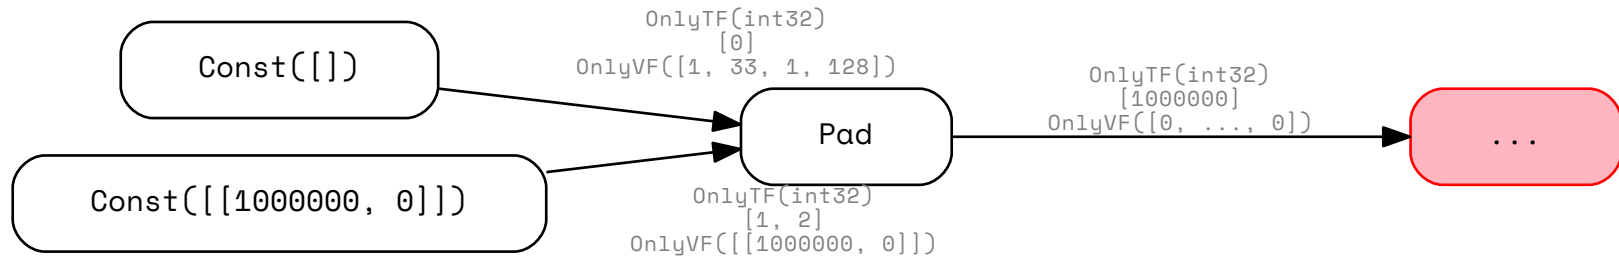 Const([])
OnlyTF(int32)
[0]
OnlyVF([1, 33, 1, 128])
Const([[1000000, 0]])
OnlyTF(int32)
[1, 2]
OnlyVF([[1000000, 0]])
Pad
OnlyTF(int32)
[1000000]
OnlyVF([0, ..., 0])
...